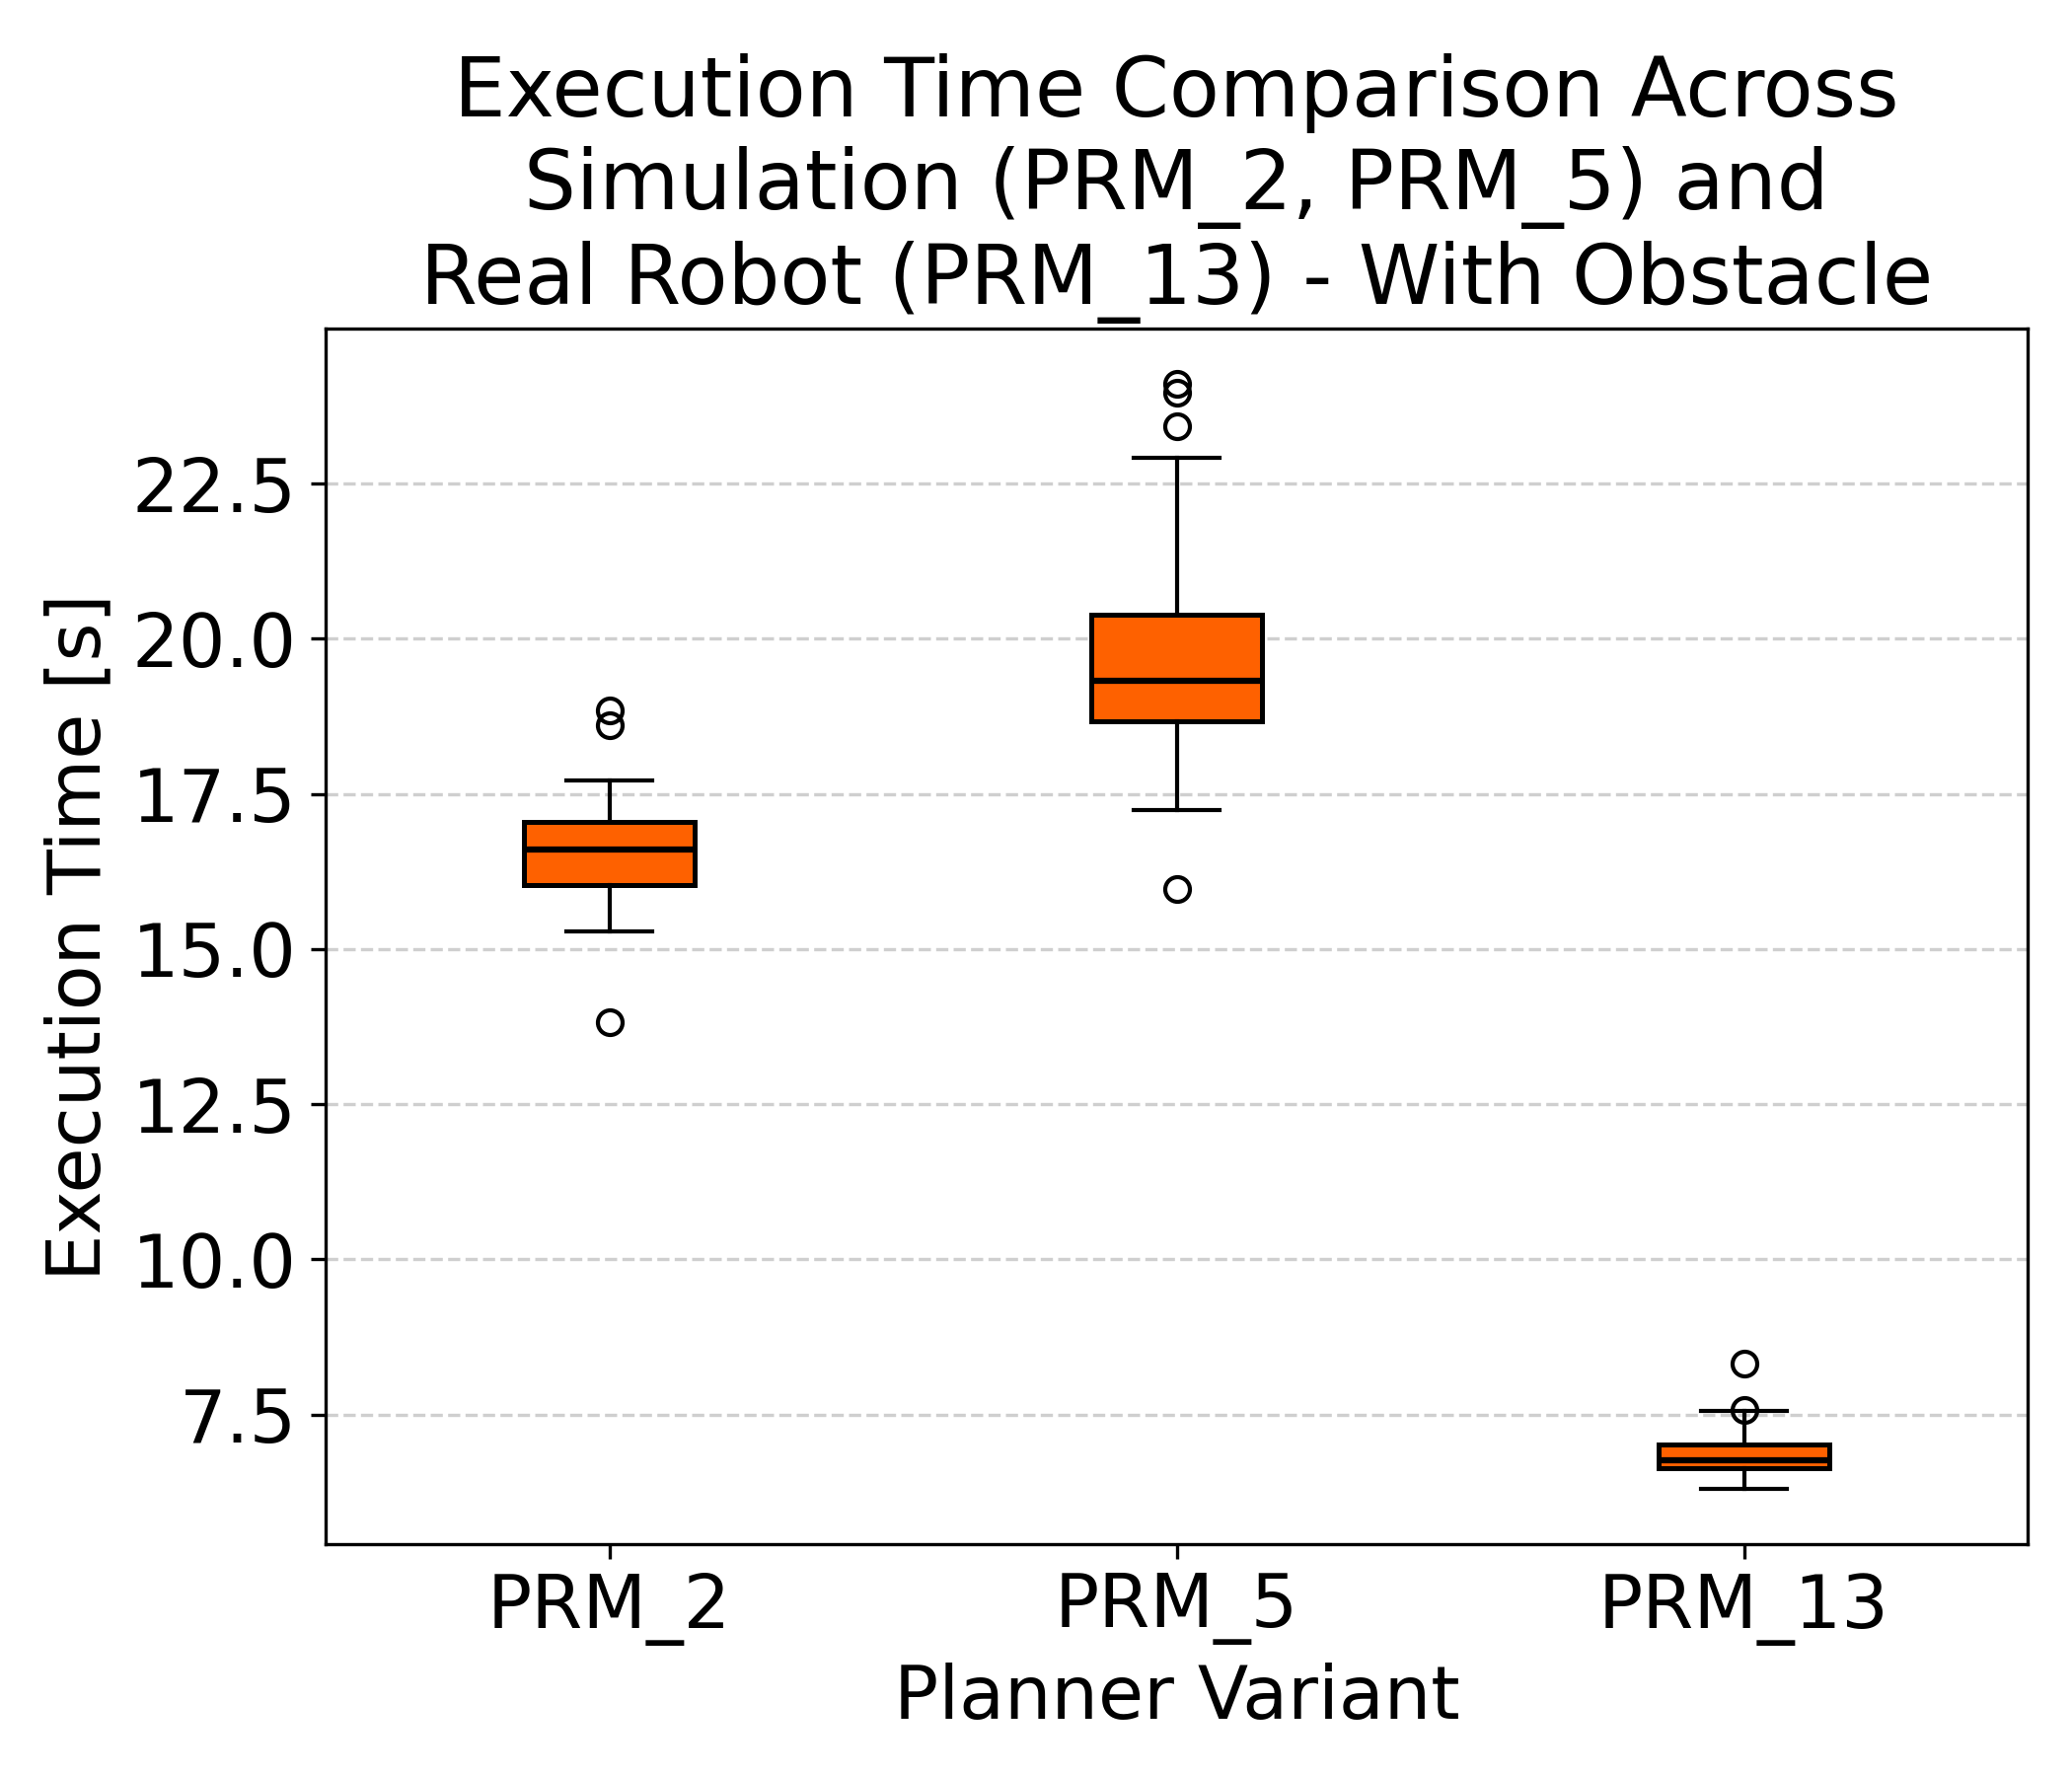 Execution Time Comparison Across
Simulation (PRM_2, PRM_5) and
Real Robot (PRM_13) - With Obstacle
Execution Time [s]
22.5
20.0
17.5
15.0
12.5
10.0
7.5
PRM_2 PRM_5 PRM_13
Planner Variant